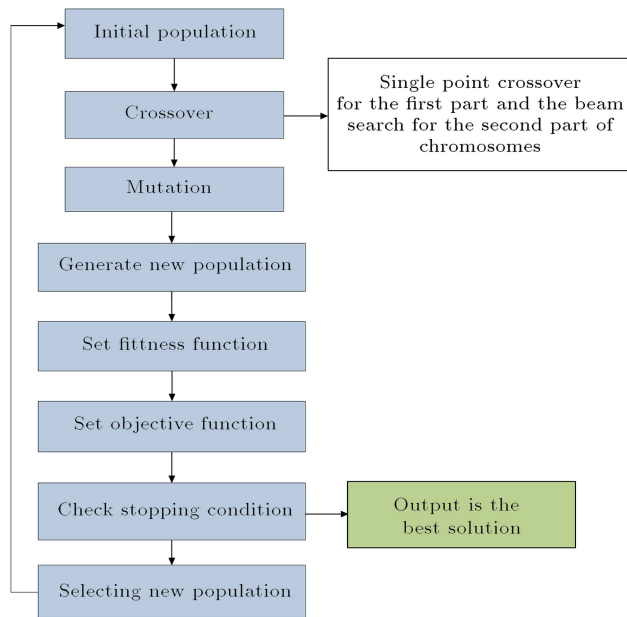 Initial population
Crossover
Single point crossover
for the first part and the beam
search for the second part of
chromosomes
Mutation
Generate new population
Set fittness function
Set objective function
Check stopping condition
Output is the
best solution
Selecting new population